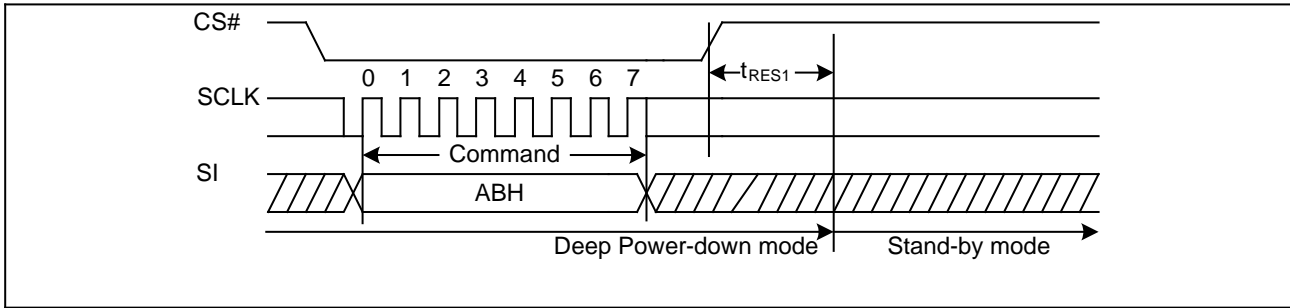 CS#
tRES1
0 1 2 3 4 5 6 7
SCLK
Command
SI
ABH
Deep Power-down mode Stand-by mode